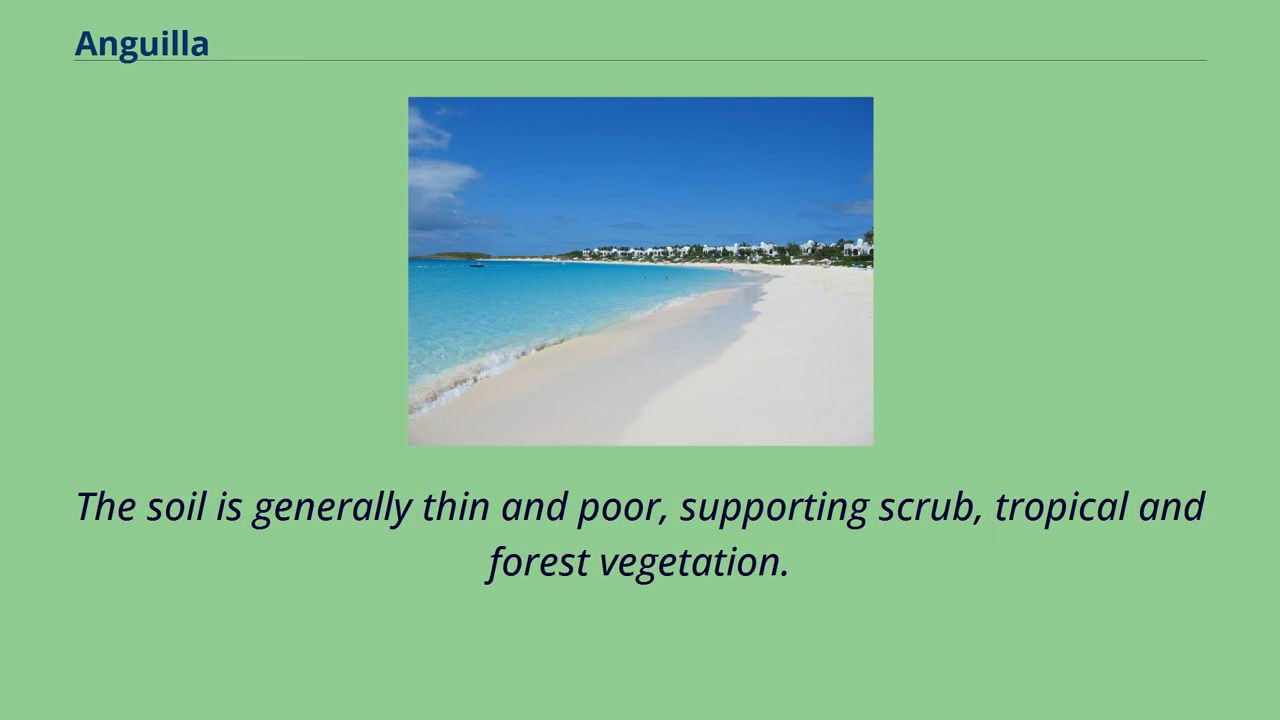 Anguilla
The soil is generally thin and poor, supporting scrub, tropical and
forest vegetation.